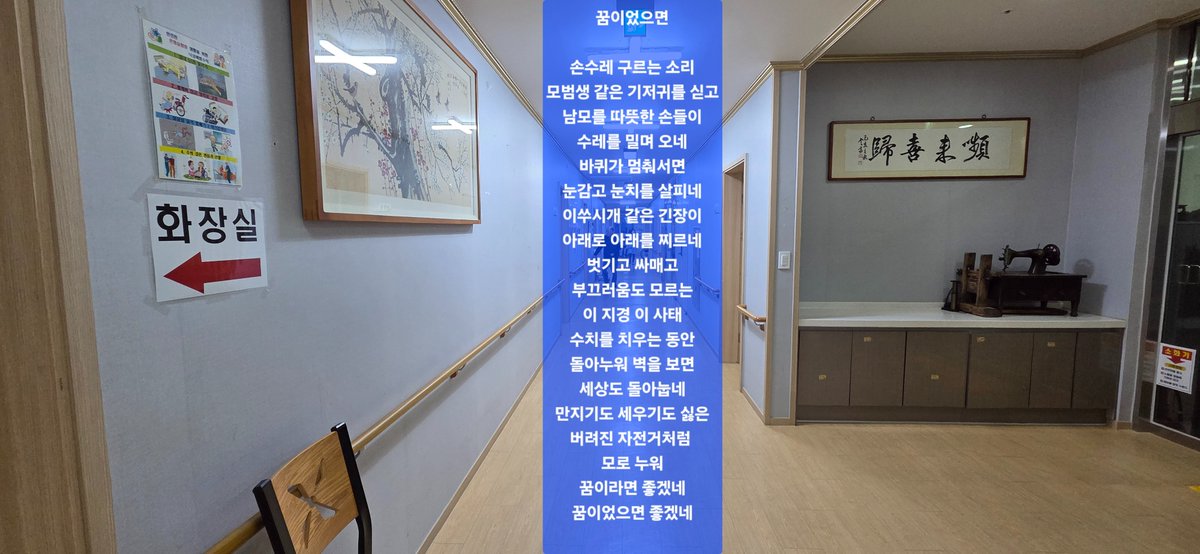 화장실
꿈이었으면
손수레 구르는 소리
모범생 같은 기저귀를 싣고
남모를 따뜻한 손들이
수레를 밀며 오네
바퀴가 멈춰서면
눈감고 눈치를 살피네
이쑤시개 같은 긴장이
아래로 아래를 찌르네
벗기고 싸매고
부끄러움도 모르는
이 지경 이 사태
수치를 치우는 동안
돌아누워 벽을 보면
세상도 돌아눕네
만지기도 세우기도 싫은
버려진 자전거처럼
모로 누워
꿈이라면 좋겠네
꿈이었으면 좋겠네
歸喜來頻
소화기